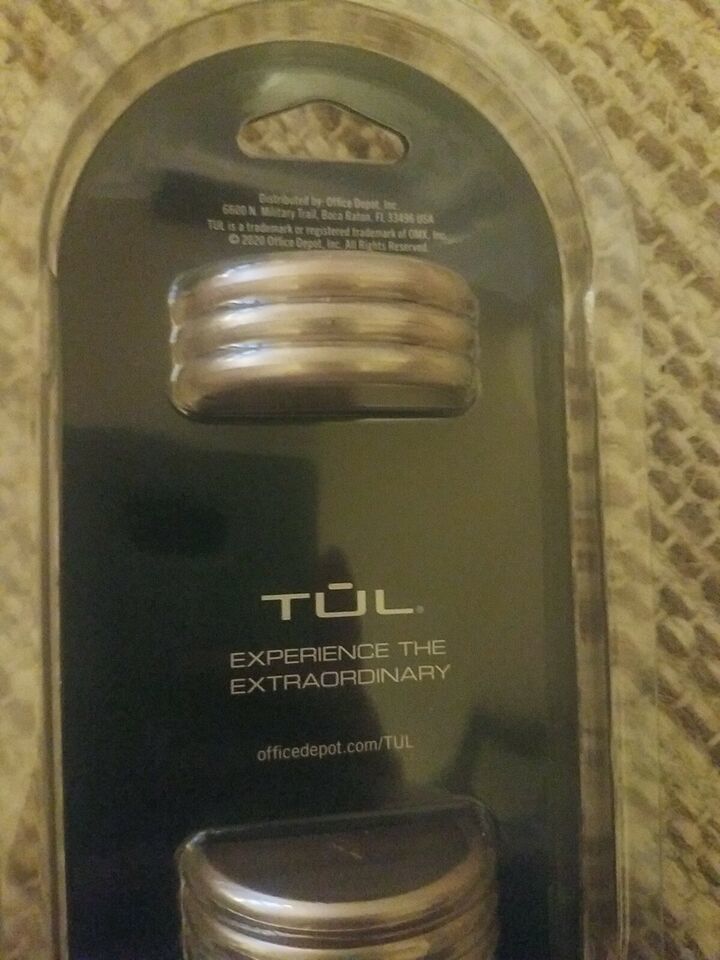 Distributed by Office Depot, Inc.
6600 N. Military Trail, Boca Raton, FL 33496 USA
TUL is a trademark or registered trademark of OMX, Inc.
© 2020 Office Depot, Inc. All Rights Reserved.
TŪL®
EXPERIENCE THE
EXTRAORDINARY
officedepot.com/TUL